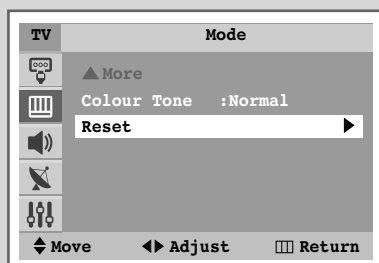 TV Mode
▲More
Colour Tone :Normal
Reset
Move Adjust Return